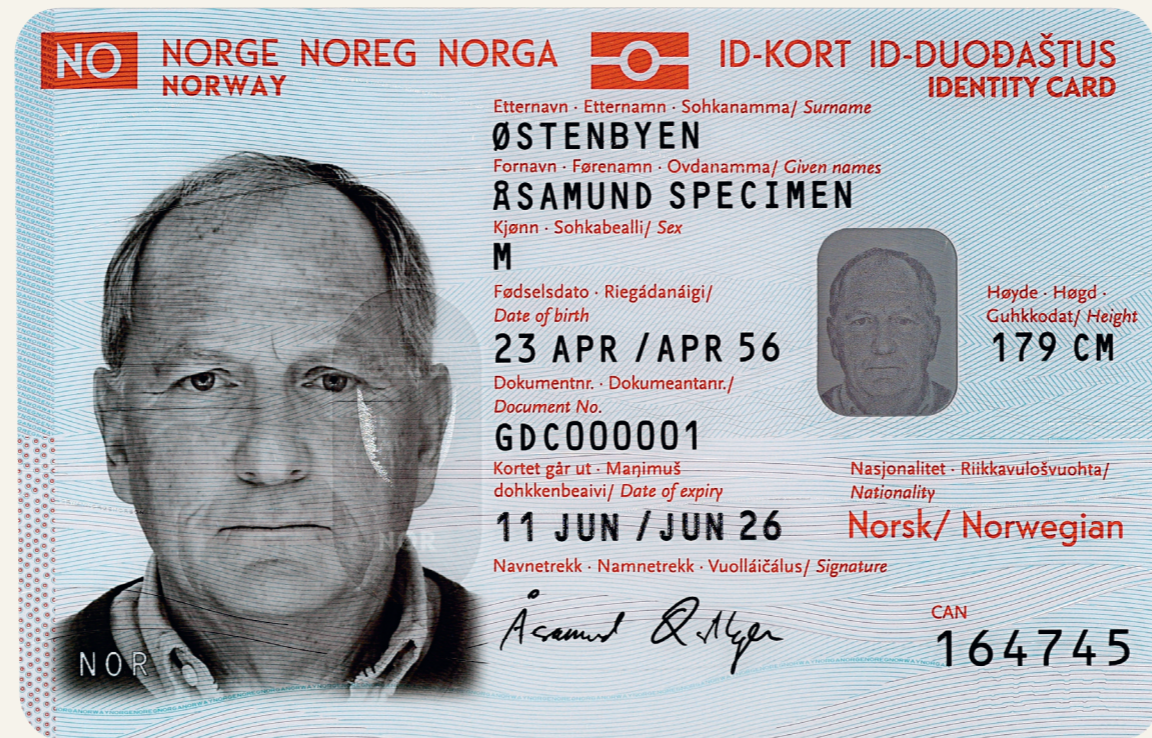 NO NORGE NOREG NORGA ID-KORT ID-DUOĐAŠTUS
NORWAY IDENTITY CARD
Etternavn · Etternamn · Sohkanamma/ Surname
ØSTENBYEN
Fornavn · Førenamn · Ovdanamma/ Given names
ÅSAMUND SPECIMEN
Kjønn · Sohkabealli/ Sex
M
Fødselsdato · Riegádanáigi/
Date of birth
23 APR /APR 56
Høyde · Høgd ·
Guhkkodat/ Height
179 CM
Dokumentnr. · Dokumeantanr./
Document No.
GDC000001
Kortet går ut · Maŋimuš
dohkkenbeaivi/ Date of expiry
11 JUN /JUN 26
Nasjonalitet · Riikkavulošvuohta/
Nationality
Norsk/ Norwegian
Navnetrekk · Namnetrekk · Vuolláičálus/ Signature
Åsamund
CAN
164745
NOR